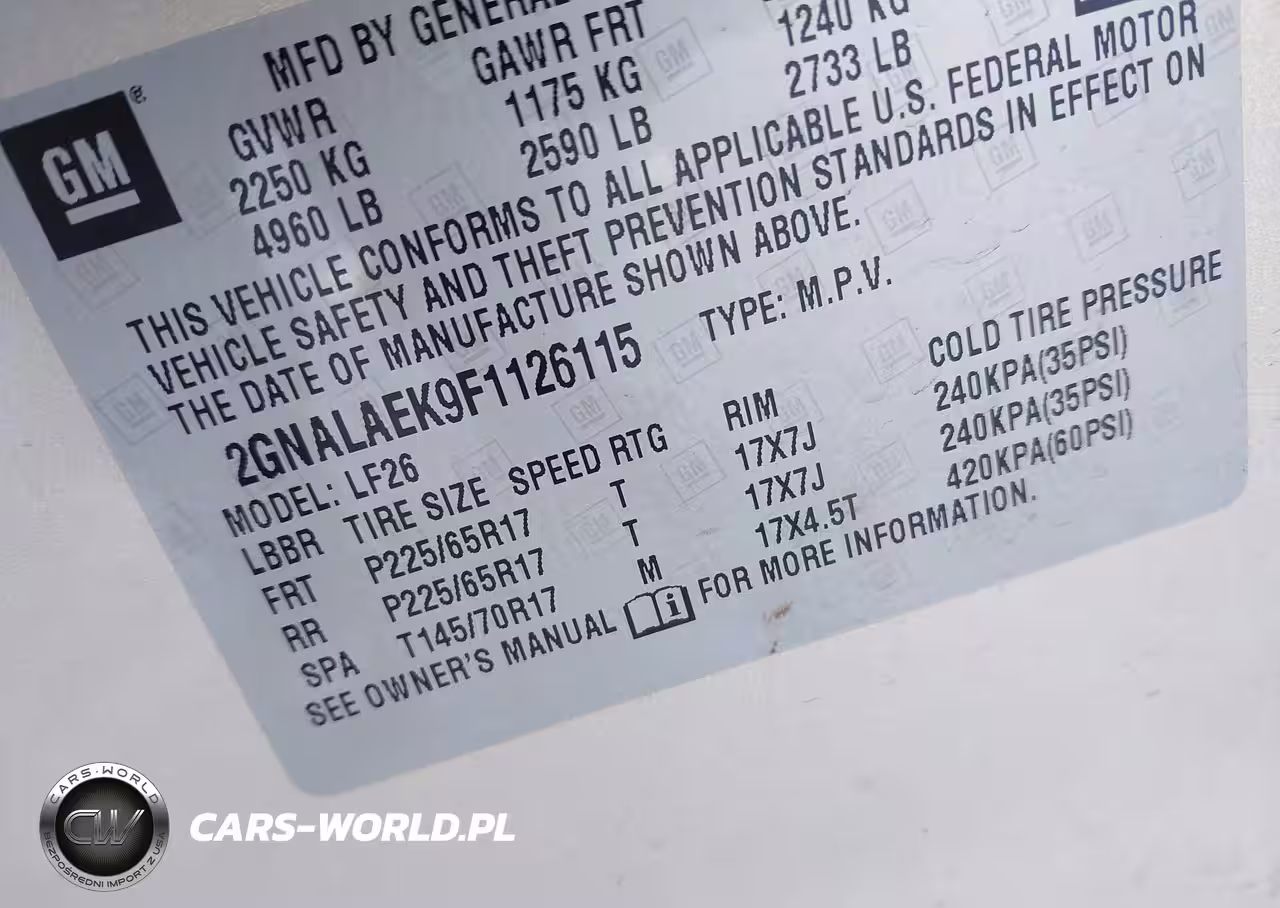 MFD BY GENERAL
GVWR GAWR FRT
2250 KG 1175 KG 1240 KG
4960 LB 2590 LB 2733 LB
THIS VEHICLE CONFORMS TO ALL APPLICABLE U.S. FEDERAL MOTOR
VEHICLE SAFETY AND THEFT PREVENTION STANDARDS IN EFFECT ON
THE DATE OF MANUFACTURE SHOWN ABOVE.
2GNALAEK9F1126115 TYPE: M.P.V.
MODEL: LF26
LBBR TIRE SIZE SPEED RTG RIM COLD TIRE PRESSURE
FRT P225/65R17 T 17X7J 240KPA(35PSI)
RR P225/65R17 T 17X7J 240KPA(35PSI)
SPA T145/70R17 M 17X4.5T 420KPA(60PSI)
SEE OWNER'S MANUAL i FOR MORE INFORMATION.
GM
®
CARS-WORLD
CW
BEZPOŚREDNI IMPORT Z USA
CARS-WORLD.PL